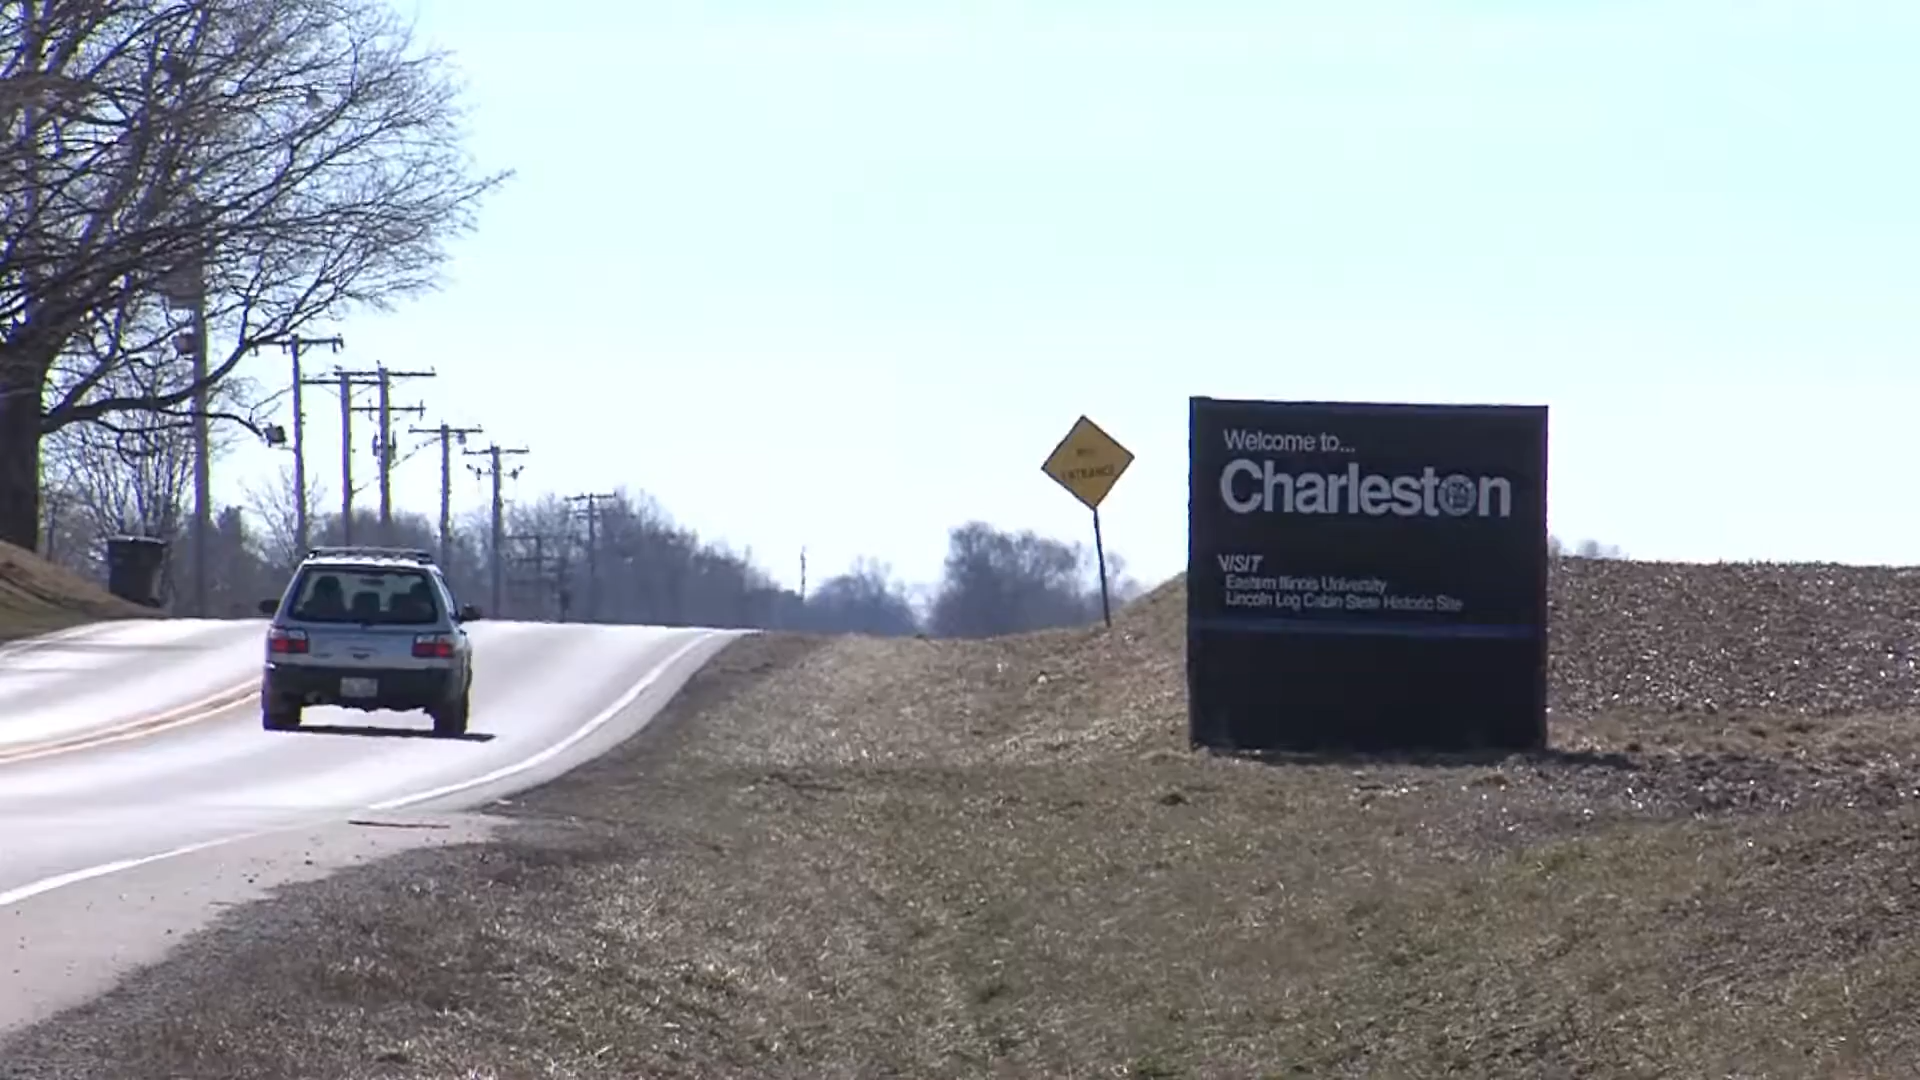 ENTRANCE
Welcome to...
Charleston
VISIT
Eastern Illinois University
Lincoln Log Cabin State Historic Site